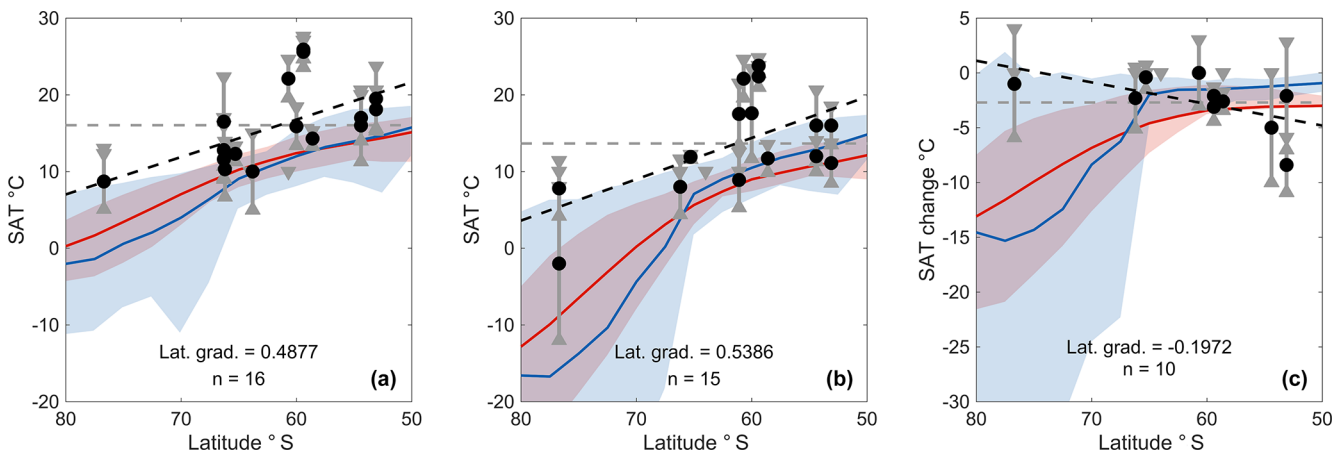 30
20
10
0
-10
-20
SAT °C
80
70
60
50
Latitude ° S
Lat. grad. = 0.4877
n = 16
(a)
30
20
10
0
-10
-20
SAT °C
80
70
60
50
Latitude ° S
Lat. grad. = 0.5386
n = 15
(b)
5
0
-5
-10
-15
-20
-25
-30
SAT change °C
80
70
60
50
Latitude ° S
Lat. grad. = -0.1972
n = 10
(c)